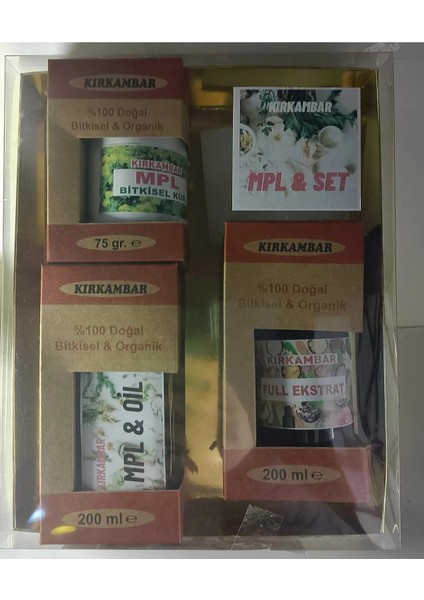 KIRKAMBAR
%100 Doğal
Bitkisel & Organik
KIRKAMBAR
MPL
BİTKİSEL KÜR
75 gr. e
KIRKAMBAR
MPL & SET
KIRKAMBAR
%100 Doğal
Bitkisel & Organik
KIRKAMBAR
MPL & OİL
200 ml e
KIRKAMBAR
%100 Doğal
Bitkisel & Organik
KIRKAMBAR
FULL EKSTRAT
200 ml e